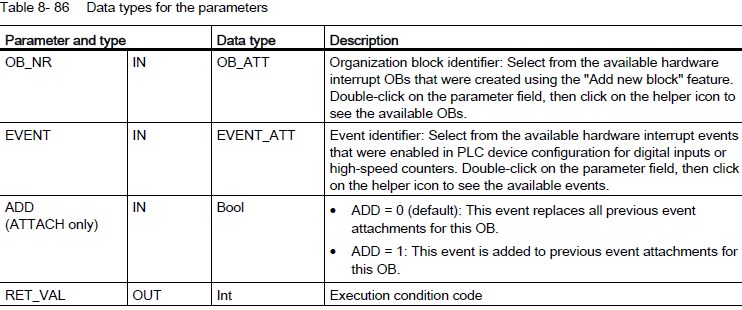 Table 8- 86 Data types for the parameters
Parameter and type Data type Description
OB_NR IN OB_ATT Organization block identifier: Select from the available hardware
interrupt OBs that were created using the "Add new block" feature.
Double-click on the parameter field, then click on the helper icon to
see the available OBs.
EVENT IN EVENT_ATT Event identifier: Select from the available hardware interrupt events
that were enabled in PLC device configuration for digital inputs or
high-speed counters. Double-click on the parameter field, then click
on the helper icon to see the available events.
ADD IN Bool • ADD = 0 (default): This event replaces all previous event
(ATTACH only) attachments for this OB.
• ADD = 1: This event is added to previous event attachments for
this OB.
RET_VAL OUT Int Execution condition code